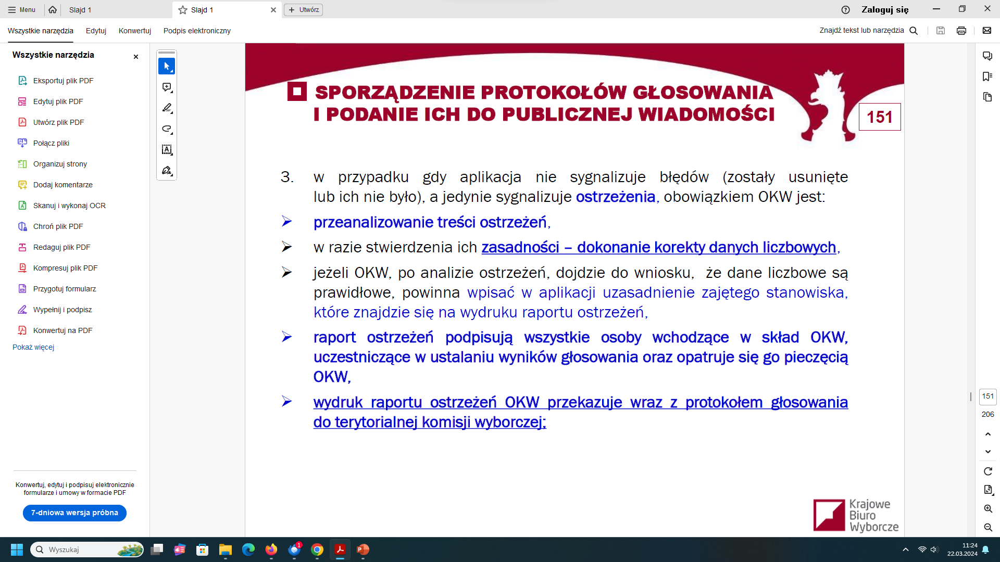 Menu
Slajd 1
Slajd 1
Utwórz
Zaloguj się
Wszystkie narzędzia
Edytuj
Konwertuj
Podpis elektroniczny
Znajdź tekst lub narzędzia
Wszystkie narzędzia
Eksportuj plik PDF
Edytuj plik PDF
Utwórz plik PDF
Połącz pliki
Organizuj strony
Dodaj komentarze
Skanuj i wykonaj OCR
Chroń plik PDF
Redaguj plik PDF
Kompresuj plik PDF
Przygotuj formularz
Wypełnij i podpisz
Konwertuj na PDF
Pokaż więcej
Konwertuj, edytuj i podpisuj elektronicznie
formularze i umowy w formacie PDF
7-dniowa wersja próbna
SPORZĄDZENIE PROTOKOŁÓW GŁOSOWANIA
I PODANIE ICH DO PUBLICZNEJ WIADOMOŚCI
151
3. w przypadku gdy aplikacja nie sygnalizuje błędów (zostały usunięte
lub ich nie było), a jedynie sygnalizuje ostrzeżenia, obowiązkiem OKW jest:
przeanalizowanie treści ostrzeżeń,
w razie stwierdzenia ich zasadności – dokonanie korekty danych liczbowych,
jeżeli OKW, po analizie ostrzeżeń, dojdzie do wniosku, że dane liczbowe są
prawidłowe, powinna wpisać w aplikacji uzasadnienie zajętego stanowiska,
które znajdzie się na wydruku raportu ostrzeżeń,
raport ostrzeżeń podpisują wszystkie osoby wchodzące w skład OKW,
uczestniczące w ustalaniu wyników głosowania oraz opatruje się go pieczęcią
OKW,
wydruk raportu ostrzeżeń OKW przekazuje wraz z protokołem głosowania
do terytorialnej komisji wyborczej;
Krajowe
Biuro
Wyborcze
151
206
Wyszukaj
1
11:24
22.03.2024